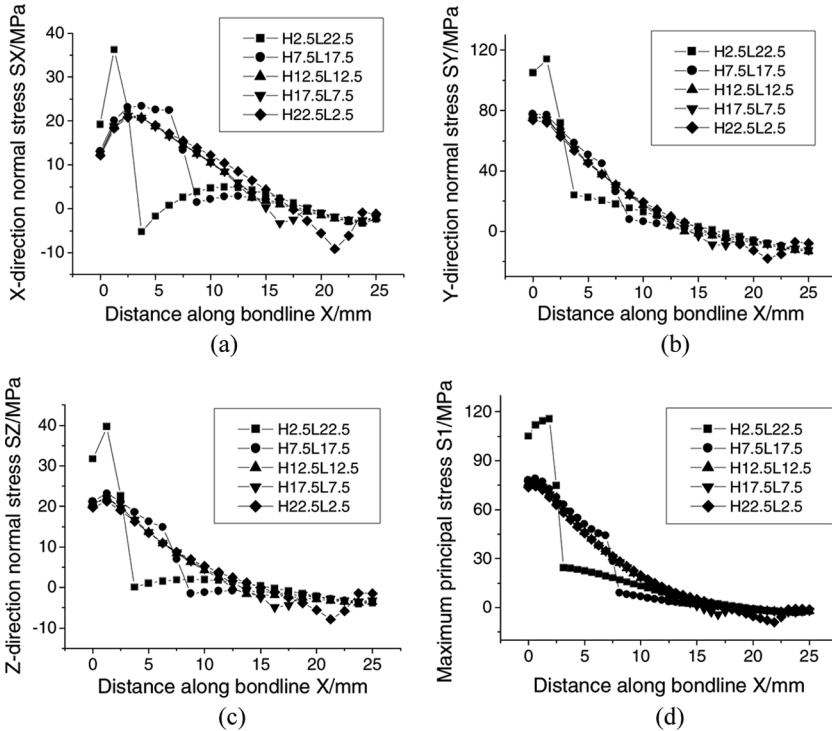 X-direction normal stress SX/MPa
40
30
20
10
0
-10
H2.5L22.5
H7.5L17.5
H12.5L12.5
H17.5L7.5
H22.5L2.5
0 5 10 15 20 25
Distance along bondline X/mm
(a)
Y-direction normal stress SY/MPa
120
80
40
0
H2.5L22.5
H7.5L17.5
H12.5L12.5
H17.5L7.5
H22.5L2.5
0 5 10 15 20 25
Distance along bondline X/mm
(b)
Z-direction normal stress SZ/MPa
40
30
20
10
0
-10
H2.5L22.5
H7.5L17.5
H12.5L12.5
H17.5L7.5
H22.5L2.5
0 5 10 15 20 25
Distance along bondline X/mm
(c)
Maximum principal stress S1/MPa
120
90
60
30
0
H2.5L22.5
H7.5L17.5
H12.5L12.5
H17.5L7.5
H22.5L2.5
0 5 10 15 20 25
Distance along bondline X/mm
(d)